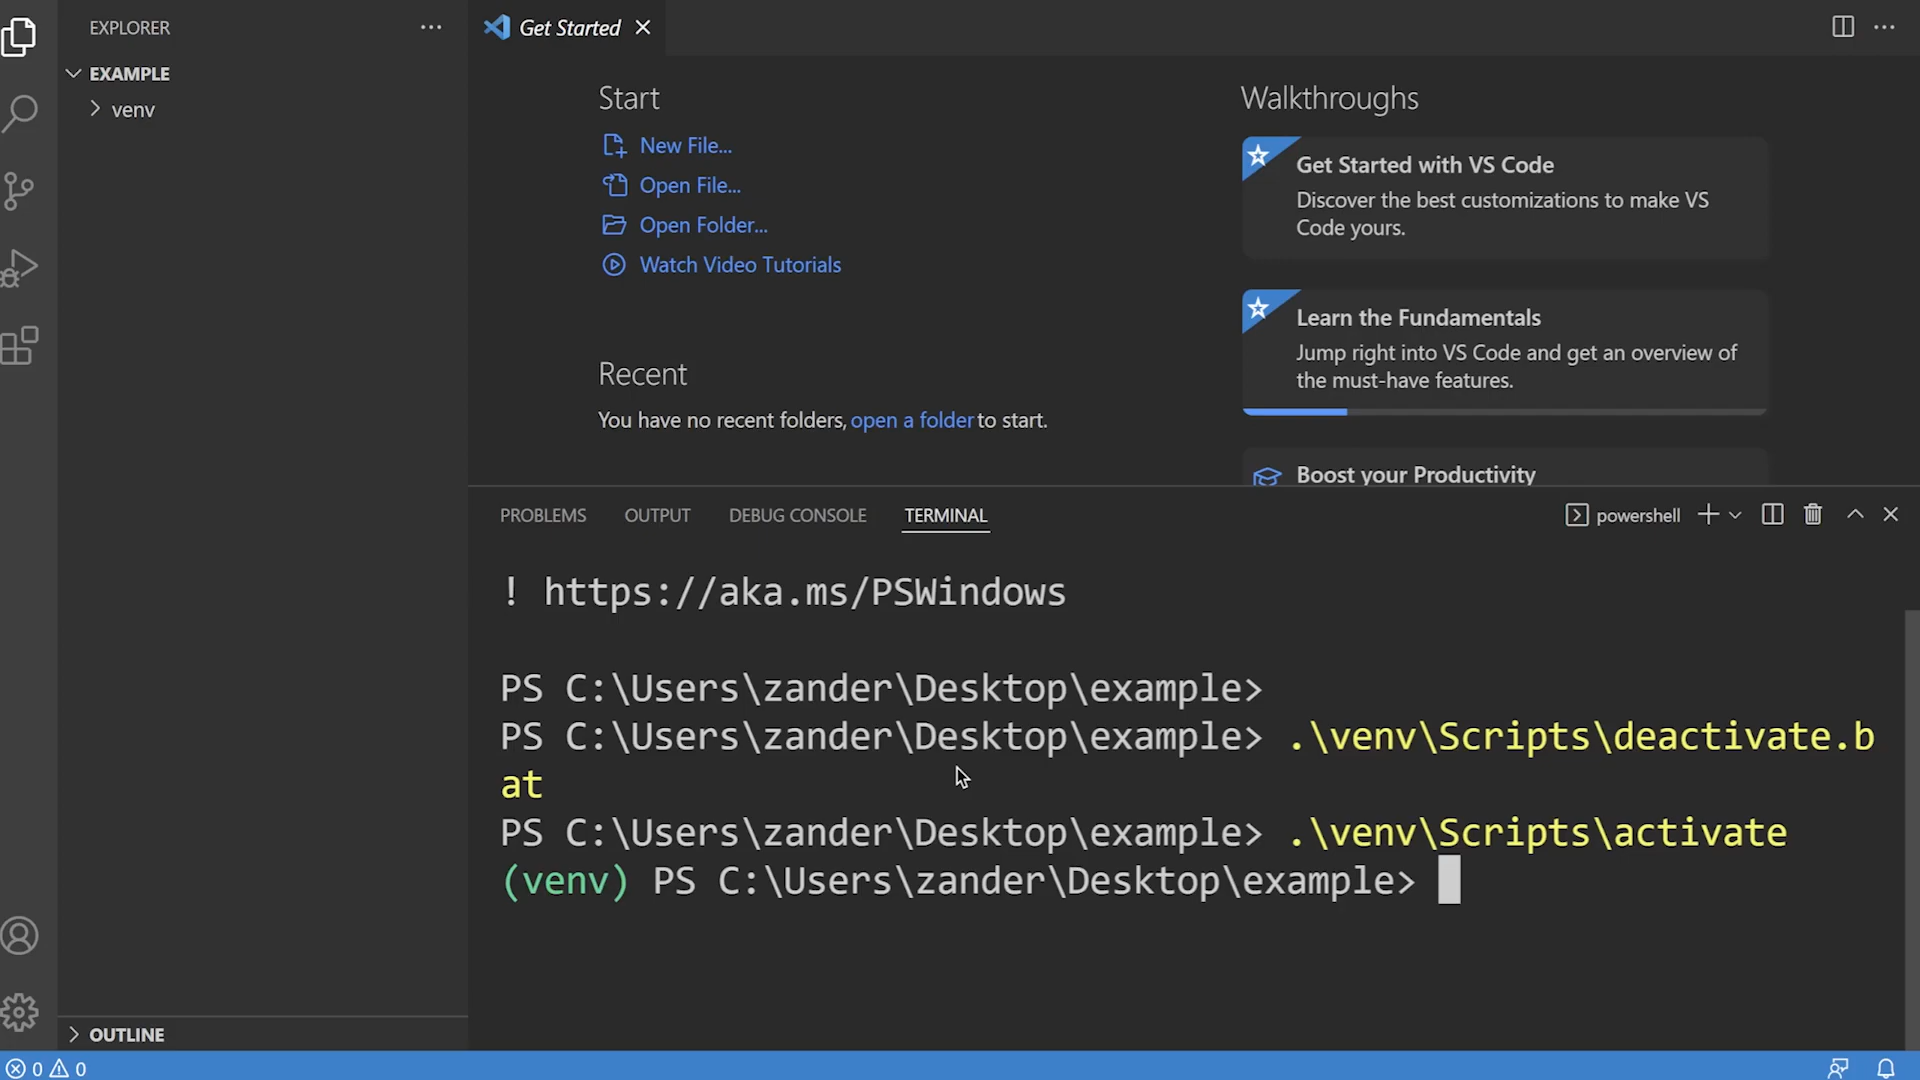 EXPLORER
EXAMPLE
venv
OUTLINE
Get Started
Start
New File...
Open File...
Open Folder...
Watch Video Tutorials
Recent
You have no recent folders, open a folder to start.
Walkthroughs
Get Started with VS Code
Discover the best customizations to make VS
Code yours.
Learn the Fundamentals
Jump right into VS Code and get an overview of
the must-have features.
Boost your Productivity
PROBLEMS OUTPUT DEBUG CONSOLE TERMINAL powershell
! https://aka.ms/PSWindows
PS C:\Users\zander\Desktop\example>
PS C:\Users\zander\Desktop\example> .\venv\Scripts\deactivate.b
at
PS C:\Users\zander\Desktop\example> .\venv\Scripts\activate
(venv) PS C:\Users\zander\Desktop\example>
0 0